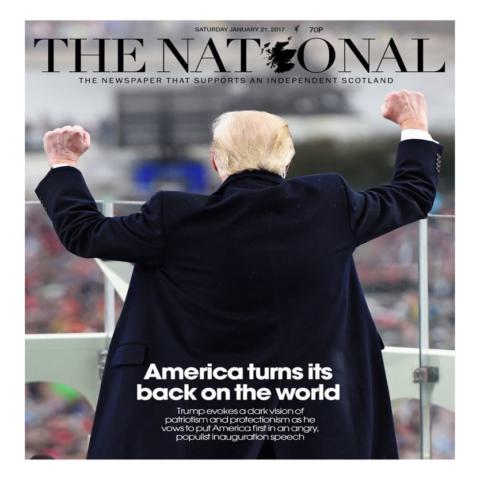 SATURDAY JANUARY 21, 2017 70P
THE NATIONAL
THE NEWSPAPER THAT SUPPORTS AN INDEPENDENT SCOTLAND
America turns its
back on the world
Trump evokes a dark vision of
patriotism and protectionism as he
vows to put America first in an angry,
populist inauguration speech